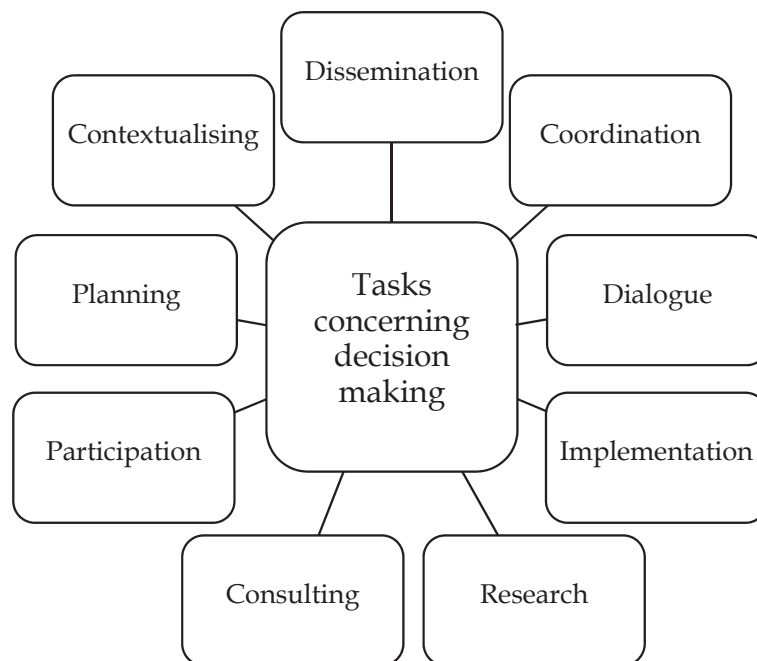 Dissemination
Contextualising
Coordination
Planning
Tasks
concerning
decision
making
Dialogue
Participation
Implementation
Consulting
Research